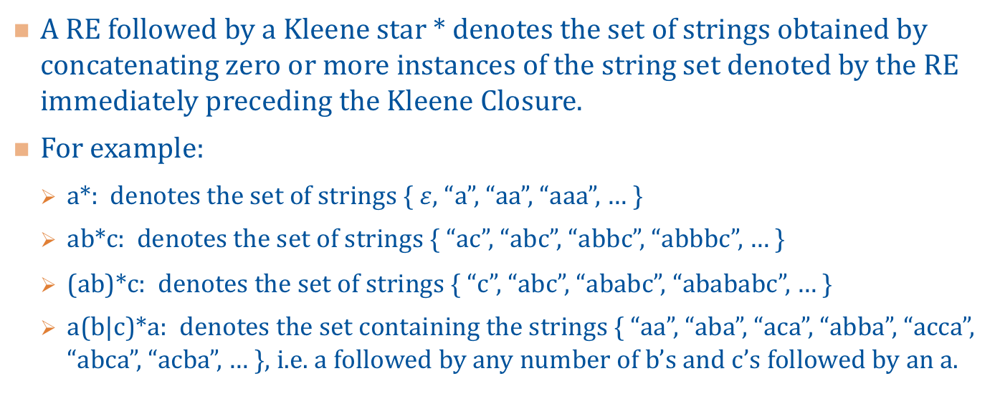 A RE followed by a Kleene star * denotes the set of strings obtained by
concatenating zero or more instances of the string set denoted by the RE
immediately preceding the Kleene Closure.
For example:
a*: denotes the set of strings { ε, “a”, “aa”, “aaa”, … }
ab*c: denotes the set of strings { “ac”, “abc”, “abbc”, “abbbc”, … }
(ab)*c: denotes the set of strings { “c”, “abc”, “ababc”, “abababc”, … }
a(b|c)*a: denotes the set containing the strings { “aa”, “aba”, “aca”, “abba”, “acca”,
“abca”, “acba”, … }, i.e. a followed by any number of b’s and c’s followed by an a.